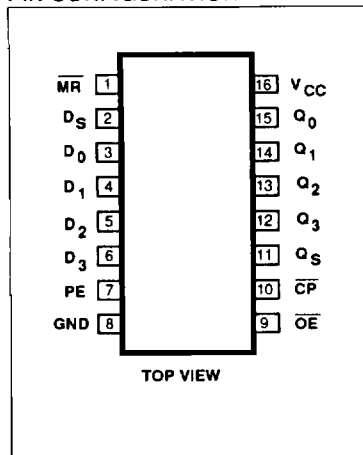 MR 1 16 VCC
DS 2 15 Q0
D0 3 14 Q1
D1 4 13 Q2
D2 5 12 Q3
D3 6 11 QS
PE 7 10 CP
GND 8 9 OE
TOP VIEW